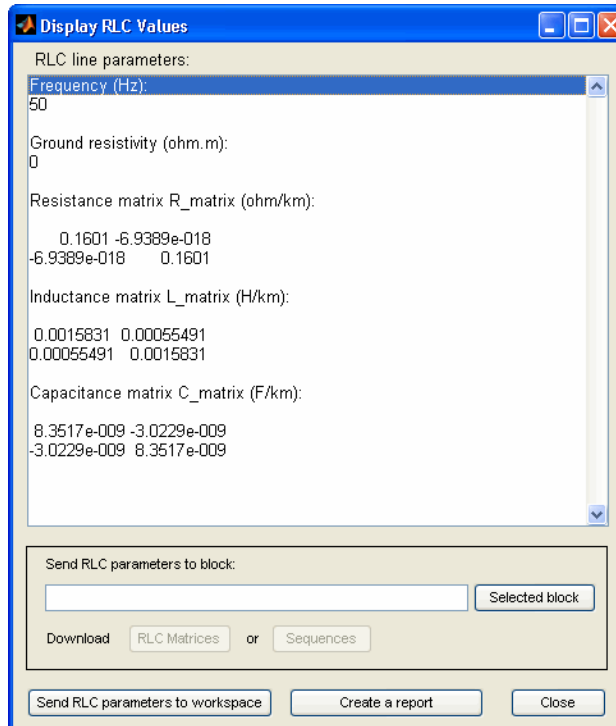 Display RLC Values
RLC line parameters:
Frequency (Hz):
50
Ground resistivity (ohm.m):
0
Resistance matrix R_matrix (ohm/km):
0.1601 -6.9389e-018
-6.9389e-018 0.1601
Inductance matrix L_matrix (H/km):
0.0015831 0.00055491
0.00055491 0.0015831
Capacitance matrix C_matrix (F/km):
8.3517e-009 -3.0229e-009
-3.0229e-009 8.3517e-009
Send RLC parameters to block:
Selected block
Download RLC Matrices or Sequences
Send RLC parameters to workspace Create a report Close